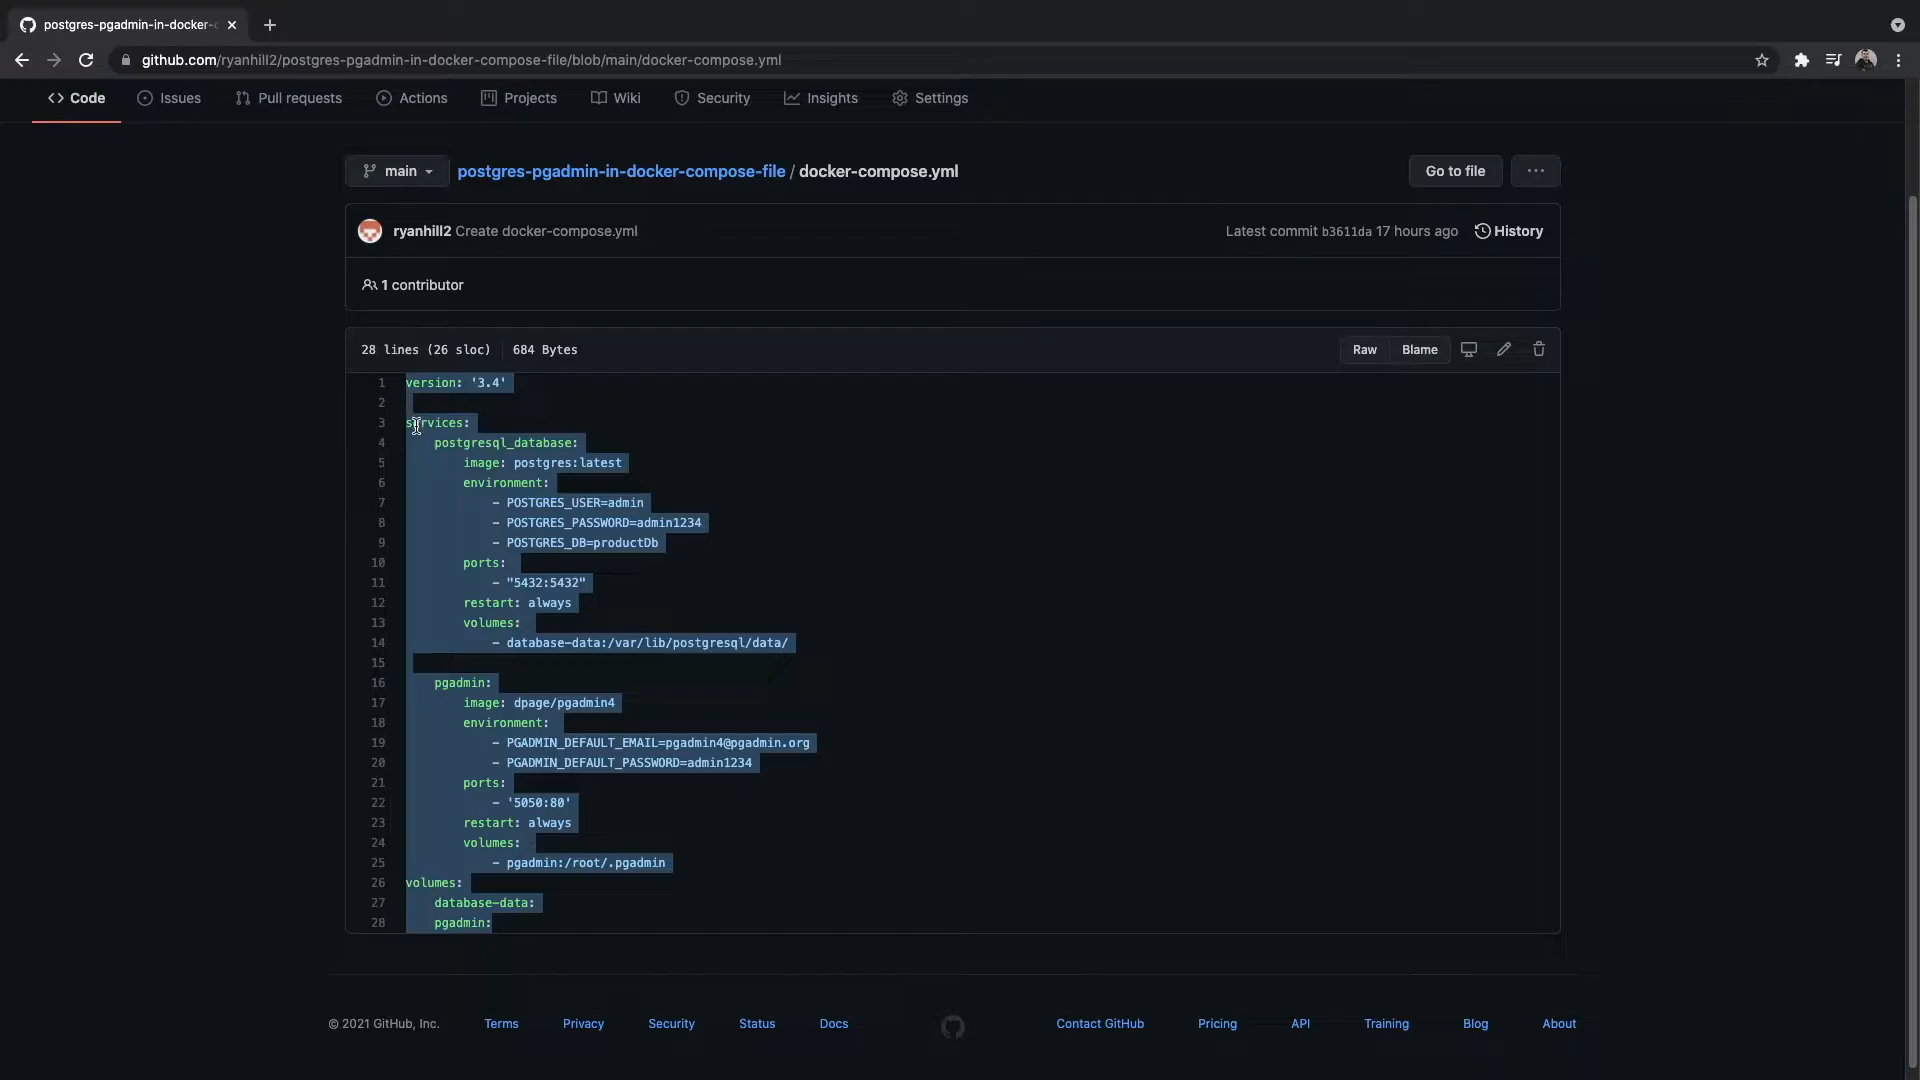 postgres-pgadmin-in-docker-
github.com/ryanhill2/postgres-pgadmin-in-docker-compose-file/blob/main/docker-compose.yml
<> Code Issues Pull requests Actions Projects Wiki Security Insights Settings
main postgres-pgadmin-in-docker-compose-file / docker-compose.yml Go to file ...
ryanhill2 Create docker-compose.yml Latest commit b3611da 17 hours ago History
1 contributor
28 lines (26 sloc) 684 Bytes Raw Blame
1 version: '3.4'
2
3 services:
4 postgresql_database:
5 image: postgres:latest
6 environment:
7 - POSTGRES_USER=admin
8 - POSTGRES_PASSWORD=admin1234
9 - POSTGRES_DB=productDb
10 ports:
11 - "5432:5432"
12 restart: always
13 volumes:
14 - database-data:/var/lib/postgresql/data/
15
16 pgadmin:
17 image: dpage/pgadmin4
18 environment:
19 - PGADMIN_DEFAULT_EMAIL=pgadmin4@pgadmin.org
20 - PGADMIN_DEFAULT_PASSWORD=admin1234
21 ports:
22 - '5050:80'
23 restart: always
24 volumes:
25 - pgadmin:/root/.pgadmin
26 volumes:
27 database-data:
28 pgadmin:
© 2021 GitHub, Inc. Terms Privacy Security Status Docs Contact GitHub Pricing API Training Blog About